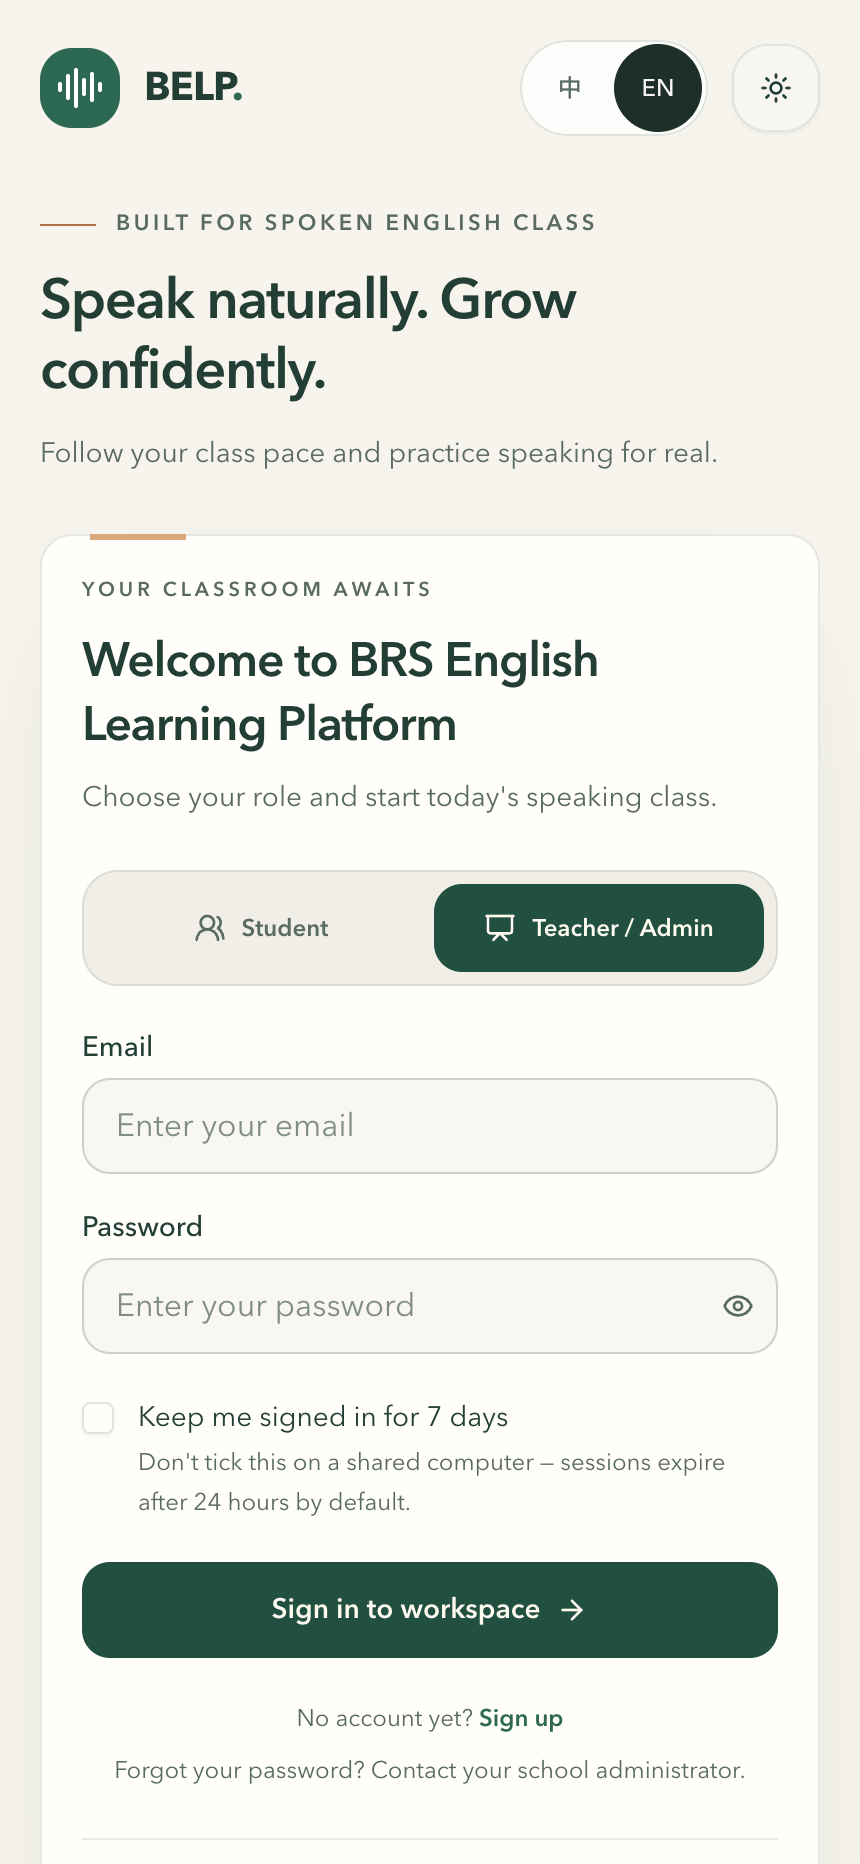 BELP.
中 EN
BUILT FOR SPOKEN ENGLISH CLASS
Speak naturally. Grow
confidently.
Follow your class pace and practice speaking for real.
YOUR CLASSROOM AWAITS
Welcome to BRS English
Learning Platform
Choose your role and start today's speaking class.
Student Teacher / Admin
Email
Enter your email
Password
Enter your password
Keep me signed in for 7 days
Don't tick this on a shared computer — sessions expire
after 24 hours by default.
Sign in to workspace →
No account yet? Sign up
Forgot your password? Contact your school administrator.